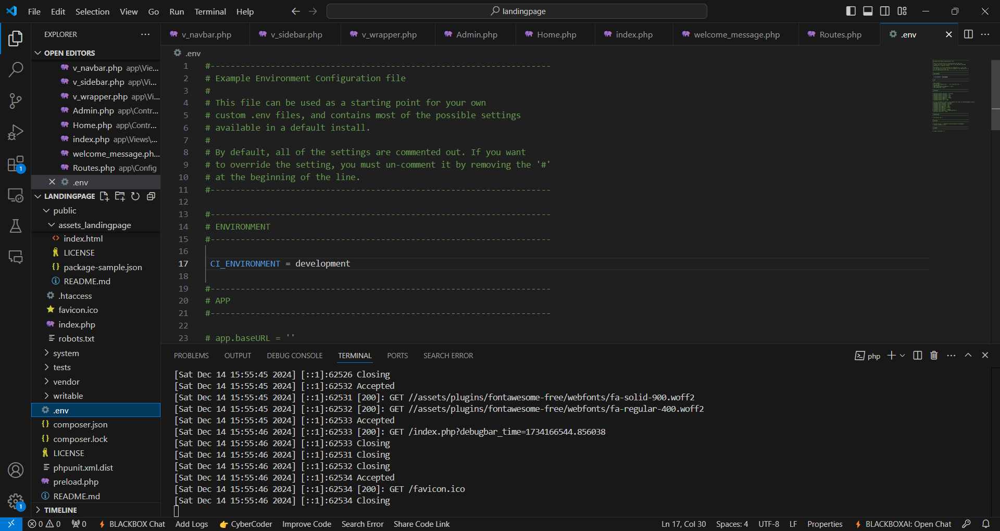 File Edit Selection View Go Run Terminal Help
landingpage
EXPLORER
OPEN EDITORS
v_navbar.php app\Vie...
v_sidebar.php app\Vi...
v_wrapper.php app\Vi...
Admin.php app\Contr...
Home.php app\Contr...
index.php app\Views\...
welcome_message.ph...
Routes.php app\Config
.env
LANDINGPAGE
public
assets_landingpage
index.html
LICENSE
package-sample.json
README.md
.htaccess
favicon.ico
index.php
robots.txt
system
tests
vendor
writable
.env
composer.json
composer.lock
LICENSE
phpunit.xml.dist
preload.php
README.md
TIMELINE
1
1
v_navbar.php v_sidebar.php v_wrapper.php Admin.php Home.php index.php welcome_message.php Routes.php .env
.env
1 #--------------------------------------------------------------------
2 # Example Environment Configuration file
3 #
4 # This file can be used as a starting point for your own
5 # custom .env files, and contains most of the possible settings
6 # available in a default install.
7 #
8 # By default, all of the settings are commented out. If you want
9 # to override the setting, you must un-comment it by removing the '#'
10 # at the beginning of the line.
11 #--------------------------------------------------------------------
12
13 #--------------------------------------------------------------------
14 # ENVIRONMENT
15 #--------------------------------------------------------------------
16
17 CI_ENVIRONMENT = development
18
19 #--------------------------------------------------------------------
20 # APP
21 #--------------------------------------------------------------------
22
23 # app.baseURL = ''
PROBLEMS OUTPUT DEBUG CONSOLE TERMINAL PORTS SEARCH ERROR
php
[Sat Dec 14 15:55:45 2024] [::1]:62526 Closing
[Sat Dec 14 15:55:45 2024] [::1]:62532 Accepted
[Sat Dec 14 15:55:45 2024] [::1]:62531 [200]: GET //assets/plugins/fontawesome-free/webfonts/fa-solid-900.woff2
[Sat Dec 14 15:55:45 2024] [::1]:62532 [200]: GET //assets/plugins/fontawesome-free/webfonts/fa-regular-400.woff2
[Sat Dec 14 15:55:45 2024] [::1]:62533 Accepted
[Sat Dec 14 15:55:46 2024] [::1]:62533 [200]: GET /index.php?debugbar_time=1734166544.856038
[Sat Dec 14 15:55:46 2024] [::1]:62533 Closing
[Sat Dec 14 15:55:46 2024] [::1]:62531 Closing
[Sat Dec 14 15:55:46 2024] [::1]:62532 Closing
[Sat Dec 14 15:55:46 2024] [::1]:62534 Accepted
[Sat Dec 14 15:55:46 2024] [::1]:62534 [200]: GET /favicon.ico
[Sat Dec 14 15:55:46 2024] [::1]:62534 Closing
0 0 0 BLACKBOX Chat Add Logs CyberCoder Improve Code Search Error Share Code Link Ln 17, Col 30 Spaces: 4 UTF-8 LF Properties BLACKBOXAI: Open Chat